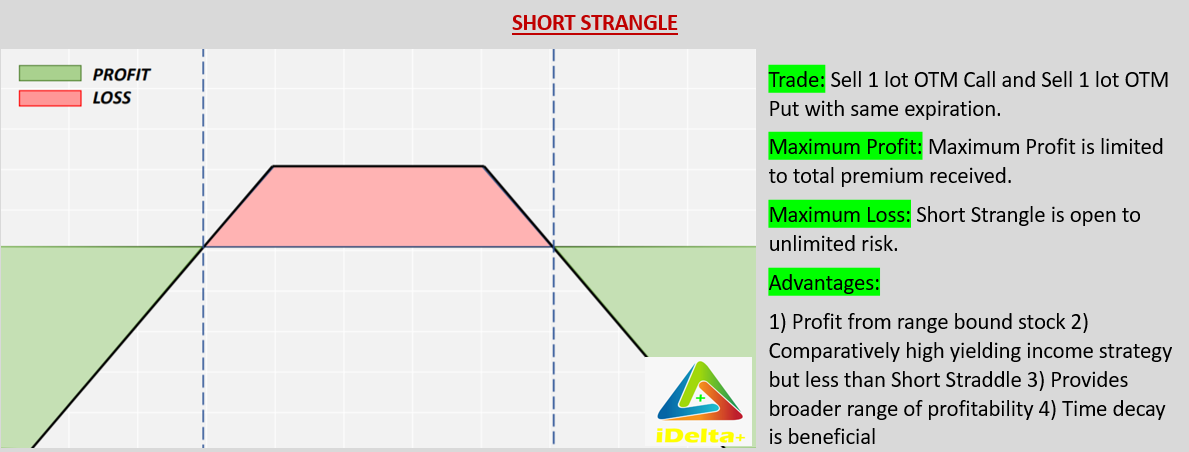 SHORT STRANGLE
PROFIT
LOSS
Trade: Sell 1 lot OTM Call and Sell 1 lot OTM
Put with same expiration.
Maximum Profit: Maximum Profit is limited
to total premium received.
Maximum Loss: Short Strangle is open to
unlimited risk.
Advantages:
1) Profit from range bound stock 2)
Comparatively high yielding income strategy
but less than Short Straddle 3) Provides
broader range of profitability 4) Time decay
is beneficial
iDelta+